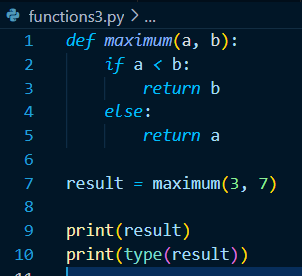 functions3.py > ...
1 def maximum(a, b):
2     if a < b:
3         return b
4     else:
5         return a
6
7 result = maximum(3, 7)
8
9 print(result)
10 print(type(result))